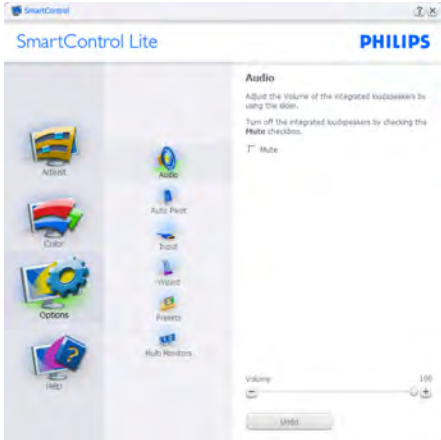 SmartControl
SmartControl Lite
PHILIPS
Audio
Adjust the Volume of the integrated loudspeakers by
using the slider.
Turn off the integrated loudspeakers by checking the
Mute checkbox.
Mute
Adjust
Color
Options
Help
Audio
Auto Pivot
Input
Wizard
Presets
Multi Monitors
Volume
100
Undo